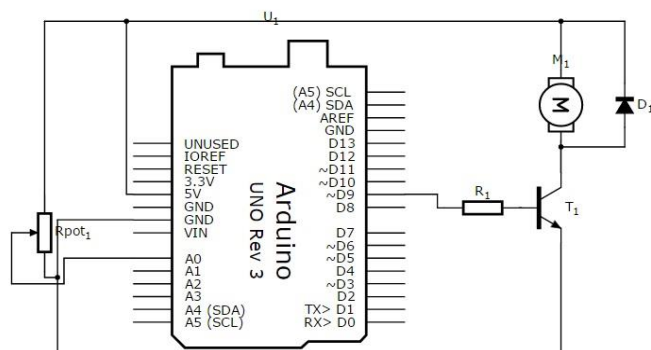 U1
M1
M
D1
(A5) SCL
(A4) SDA
AREF
GND
UNUSED
D13
IOREF
D12
RESET
~D11
3.3V
~D10
5V
~D9
GND
D8
GND
VIN
D7
~D6
A0
~D5
A1
D4
A2
~D3
A3
D2
A4 (SDA)
TX> D1
A5 (SCL)
RX> D0
Arduino
UNO Rev 3
Rpot1
R1
T1